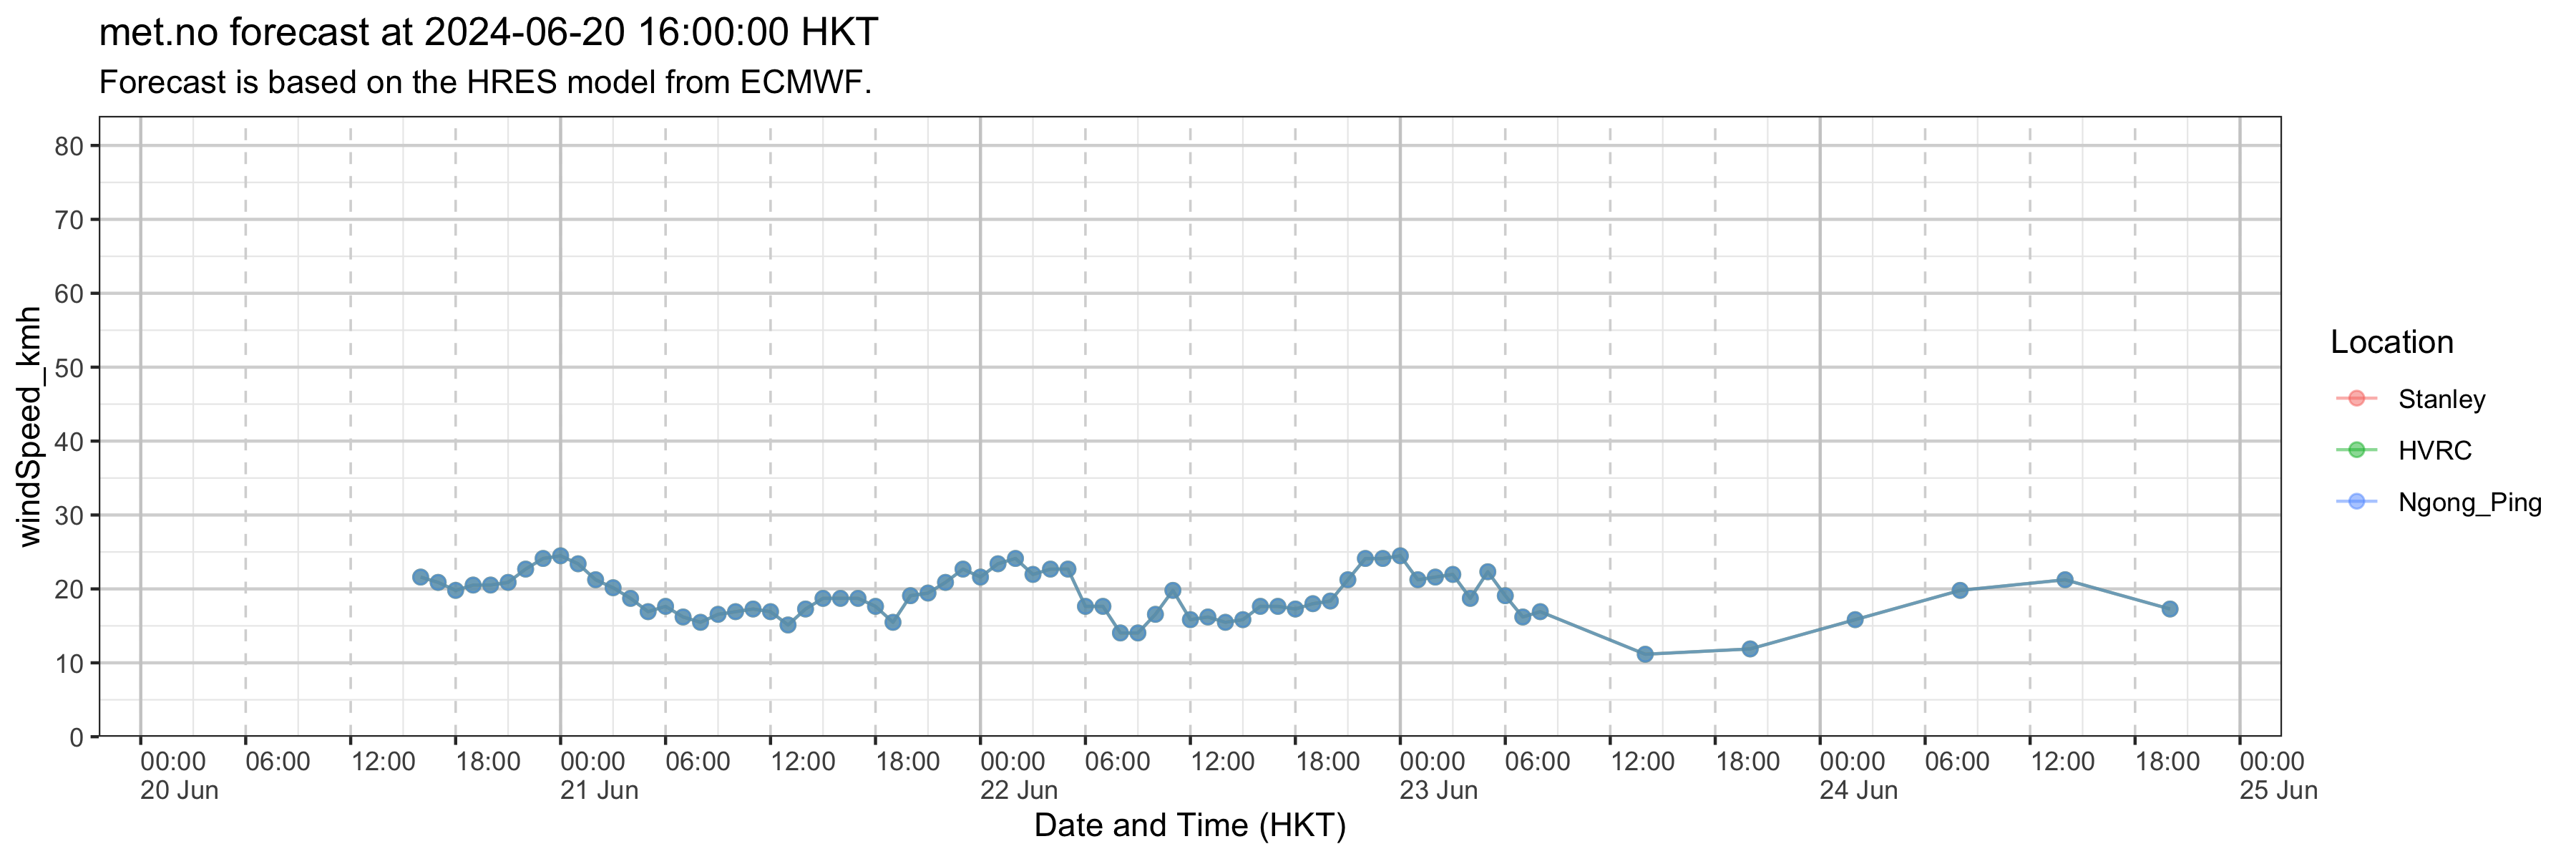 met.no forecast at 2024-06-20 16:00:00 HKT
Forecast is based on the HRES model from ECMWF.
windSpeed_kmh
80
70
60
50
40
30
20
10
0
00:00 06:00 12:00 18:00 00:00 06:00 12:00 18:00 00:00 06:00 12:00 18:00 00:00 06:00 12:00 18:00 00:00 06:00 12:00 18:00 00:00
20 Jun 21 Jun 22 Jun 23 Jun 24 Jun 25 Jun
Date and Time (HKT)
Location
Stanley
HVRC
Ngong_Ping